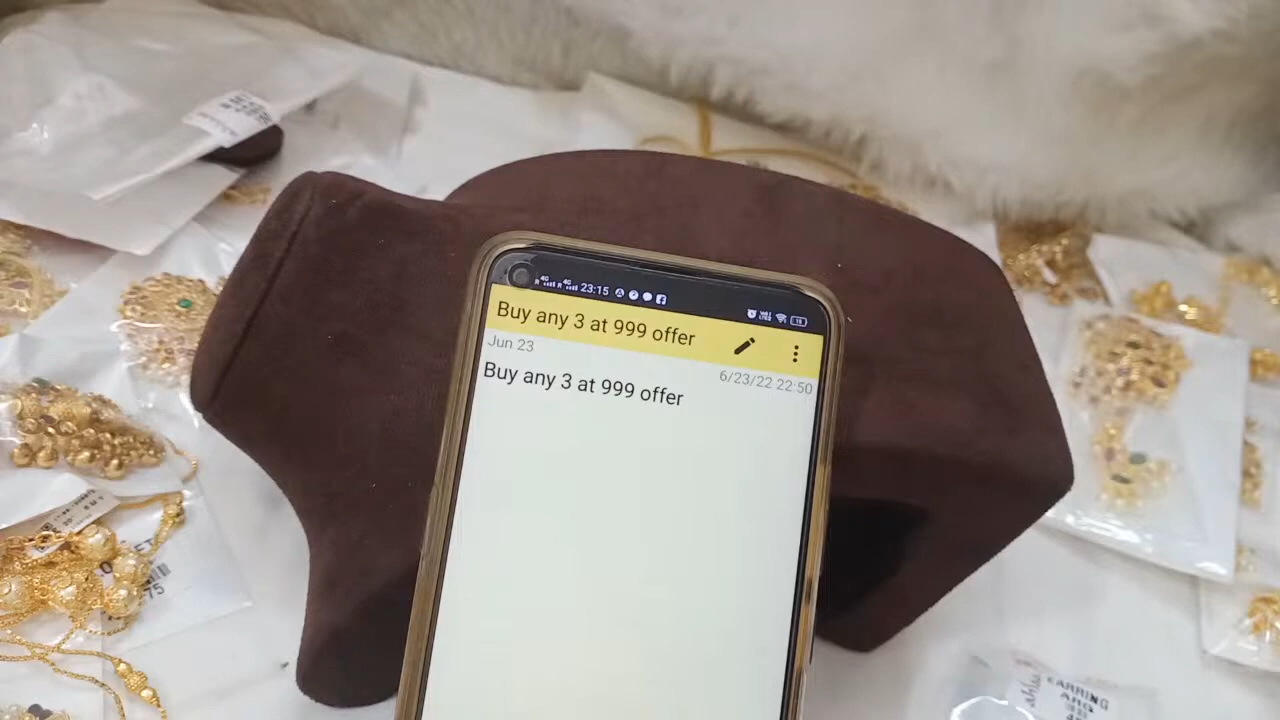 23:15
Buy any 3 at 999 offer
Jun 23
6/23/22 22:50
Buy any 3 at 999 offer
EARRING